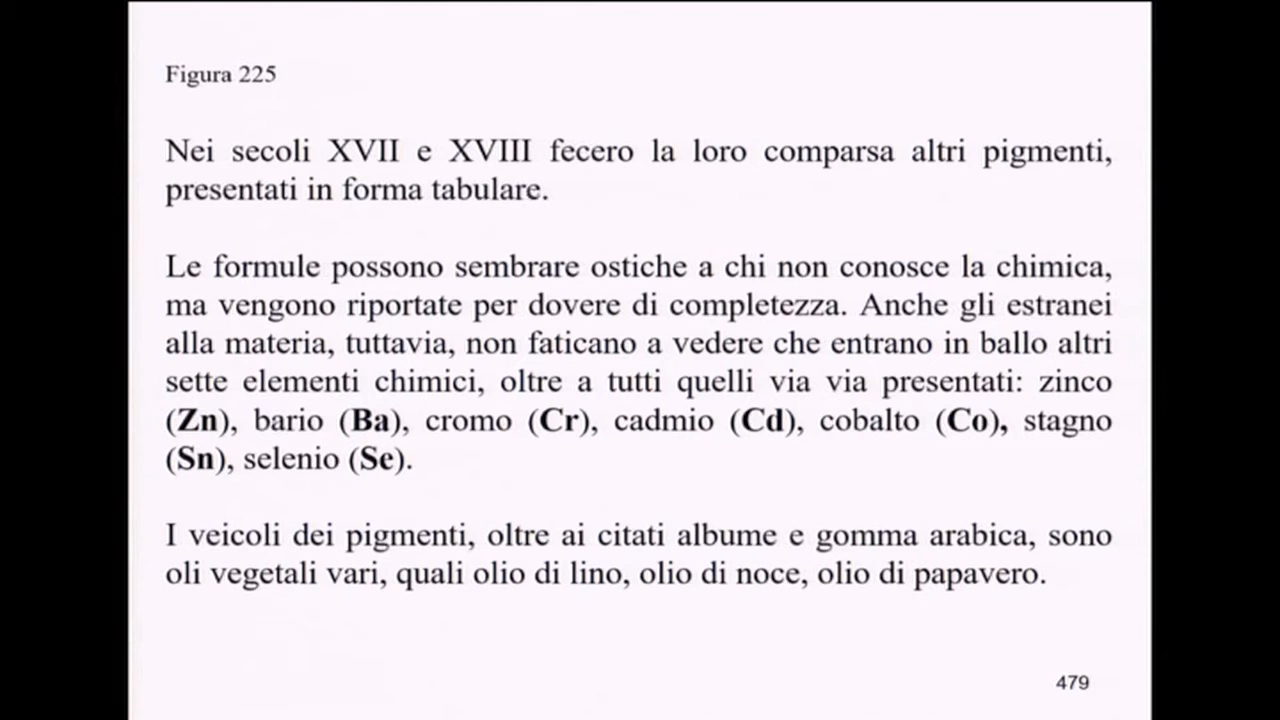 Figura 225
Nei secoli XVII e XVIII fecero la loro comparsa altri pigmenti,
presentati in forma tabulare.
Le formule possono sembrare ostiche a chi non conosce la chimica,
ma vengono riportate per dovere di completezza. Anche gli estranei
alla materia, tuttavia, non faticano a vedere che entrano in ballo altri
sette elementi chimici, oltre a tutti quelli via via presentati: zinco
(Zn), bario (Ba), cromo (Cr), cadmio (Cd), cobalto (Co), stagno
(Sn), selenio (Se).
I veicoli dei pigmenti, oltre ai citati albume e gomma arabica, sono
oli vegetali vari, quali olio di lino, olio di noce, olio di papavero.
479